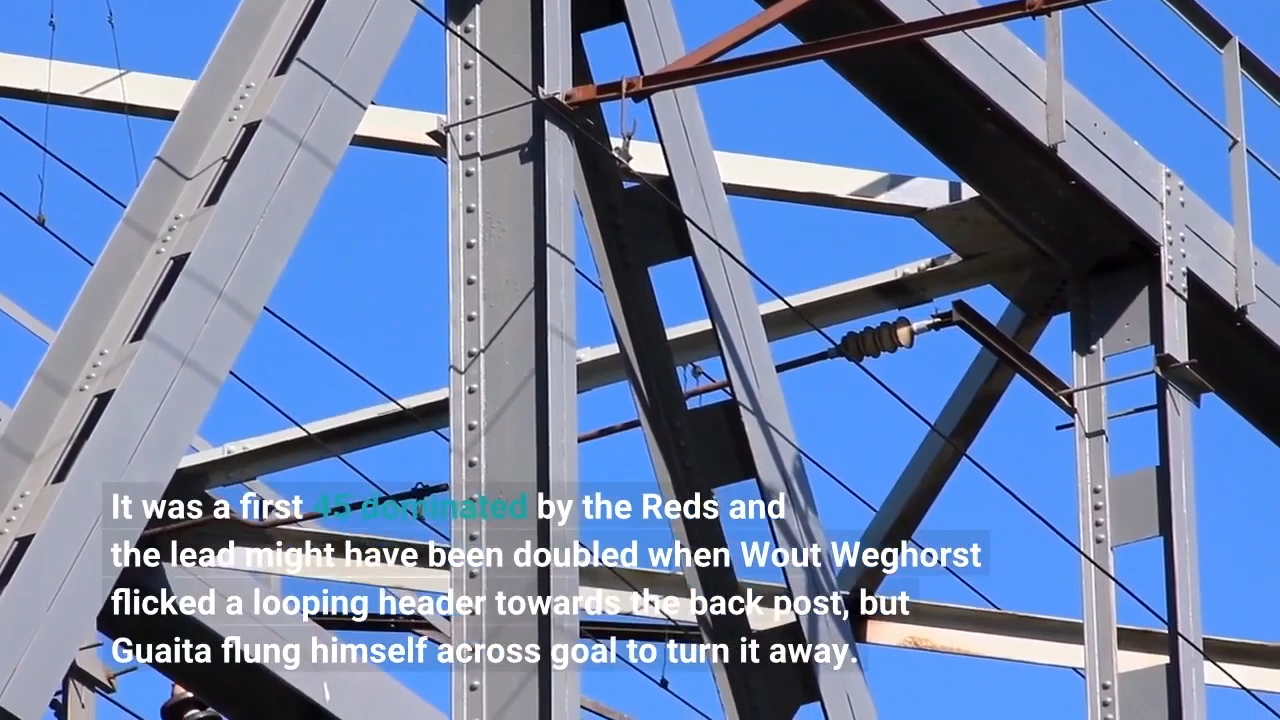 It was a first 45 dominated by the Reds and
the lead might have been doubled when Wout Weghorst
flicked a looping header towards the back post, but
Guaita flung himself across goal to turn it away.